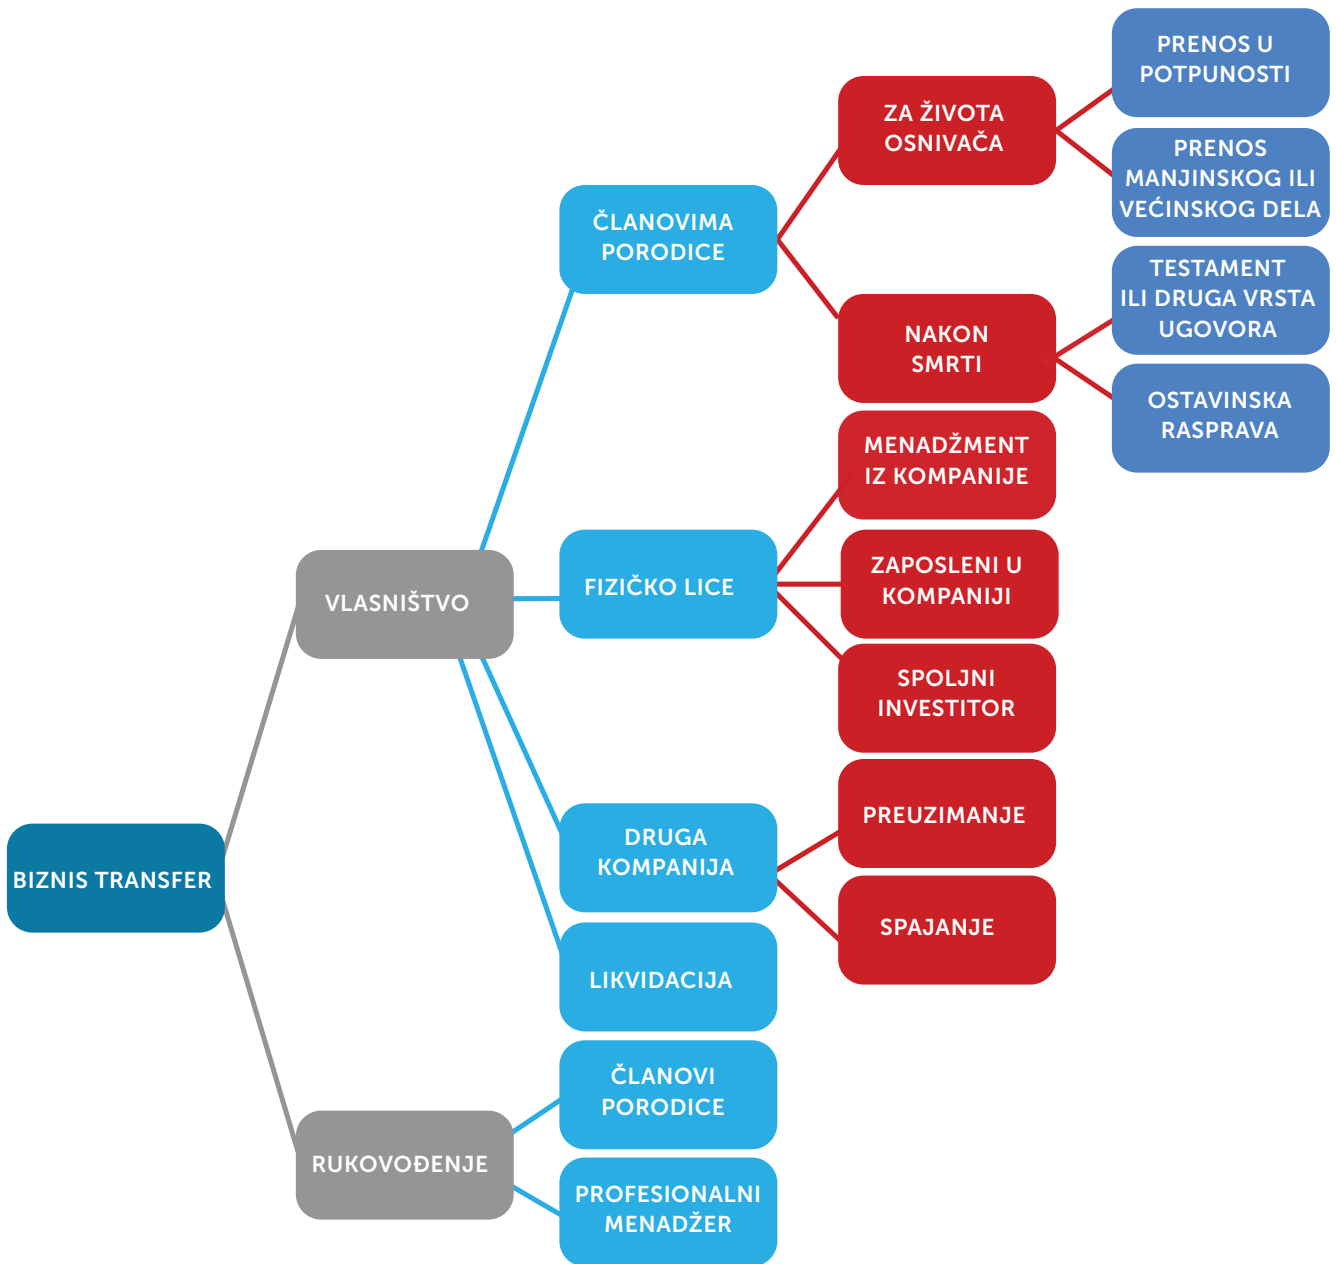 BIZNIS TRANSFER
VLASNIŠTVO
ČLANOVIMA
PORODICE
ZA ŽIVOTA
OSNIVAČA
PRENOS U
POTPUNOSTI
PRENOS
MANJINSKOG ILI
VEĆINSKOG DELA
NAKON
SMRTI
TESTAMENT
ILI DRUGA VRSTA
UGOVORA
OSTAVINSKA
RASPRAVA
FIZIČKO LICE
MENADŽMENT
IZ KOMPANIJE
ZAPOSLENI U
KOMPANIJI
SPOLJNI
INVESTITOR
DRUGA
KOMPANIJA
PREUZIMANJE
SPAJANJE
LIKVIDACIJA
RUKOVOĐENJE
ČLANOVI
PORODICE
PROFESIONALNI
MENADŽER